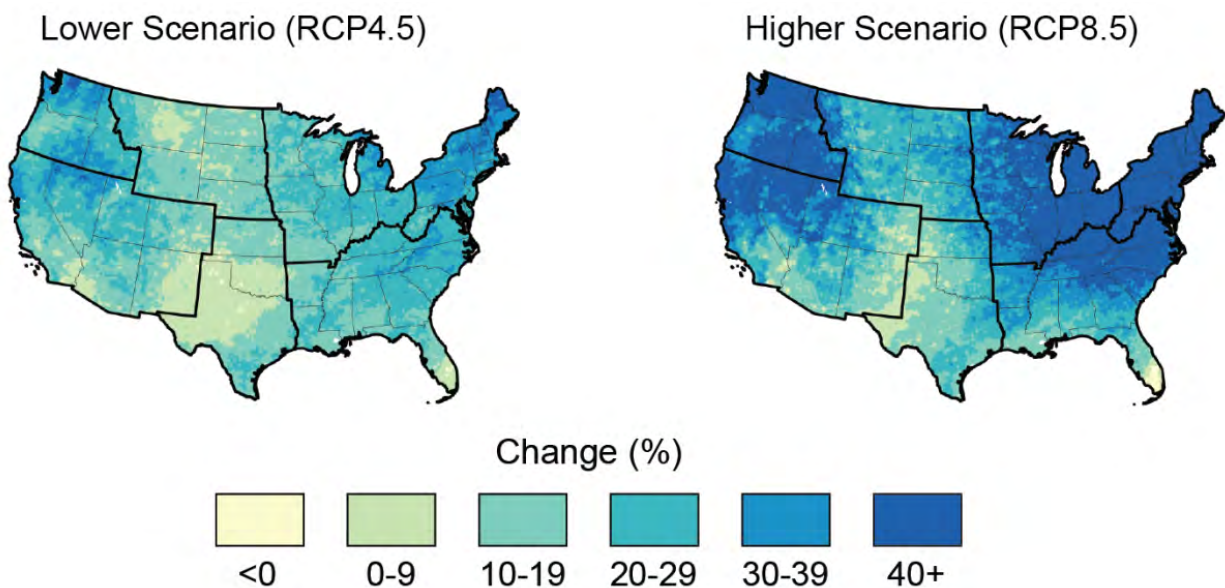 Lower Scenario (RCP4.5)
Higher Scenario (RCP8.5)
Change (%)
<0
0-9
10-19
20-29
30-39
40+